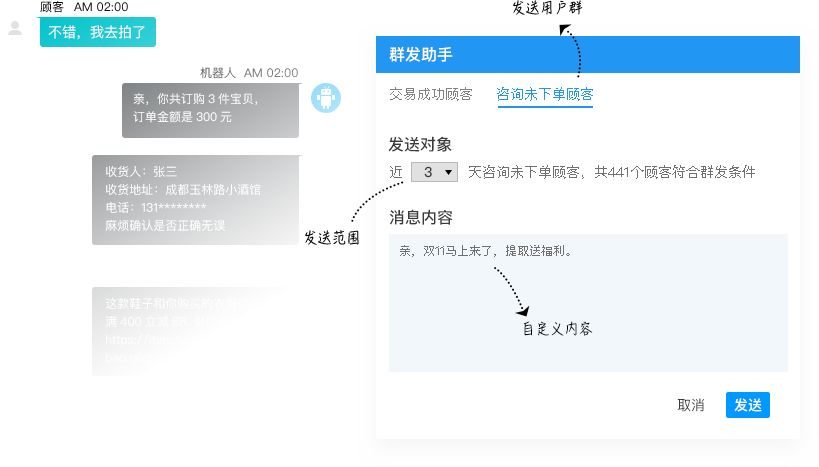 顾客 AM 02:00
不错，我去拍了
机器人 AM 02:00
亲，你共订购 3 件宝贝，
订单金额是 300 元
收货人：张三
收货地址：成都玉林路小酒馆
电话：131********
麻烦确认是否正确无误
这款鞋子和你购买的
满 400 立减
发送用户群
群发助手
交易成功顾客 咨询未下单顾客
发送对象
近 3 天咨询未下单顾客，共441个顾客符合群发条件
发送范围
消息内容
亲，双11马上来了，提取送福利。
自定义内容
取消 发送